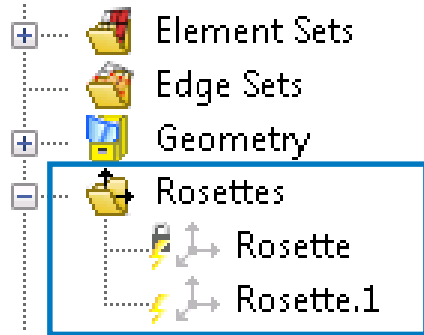 Element Sets
Edge Sets
Geometry
Rosettes
Rosette
Rosette.1